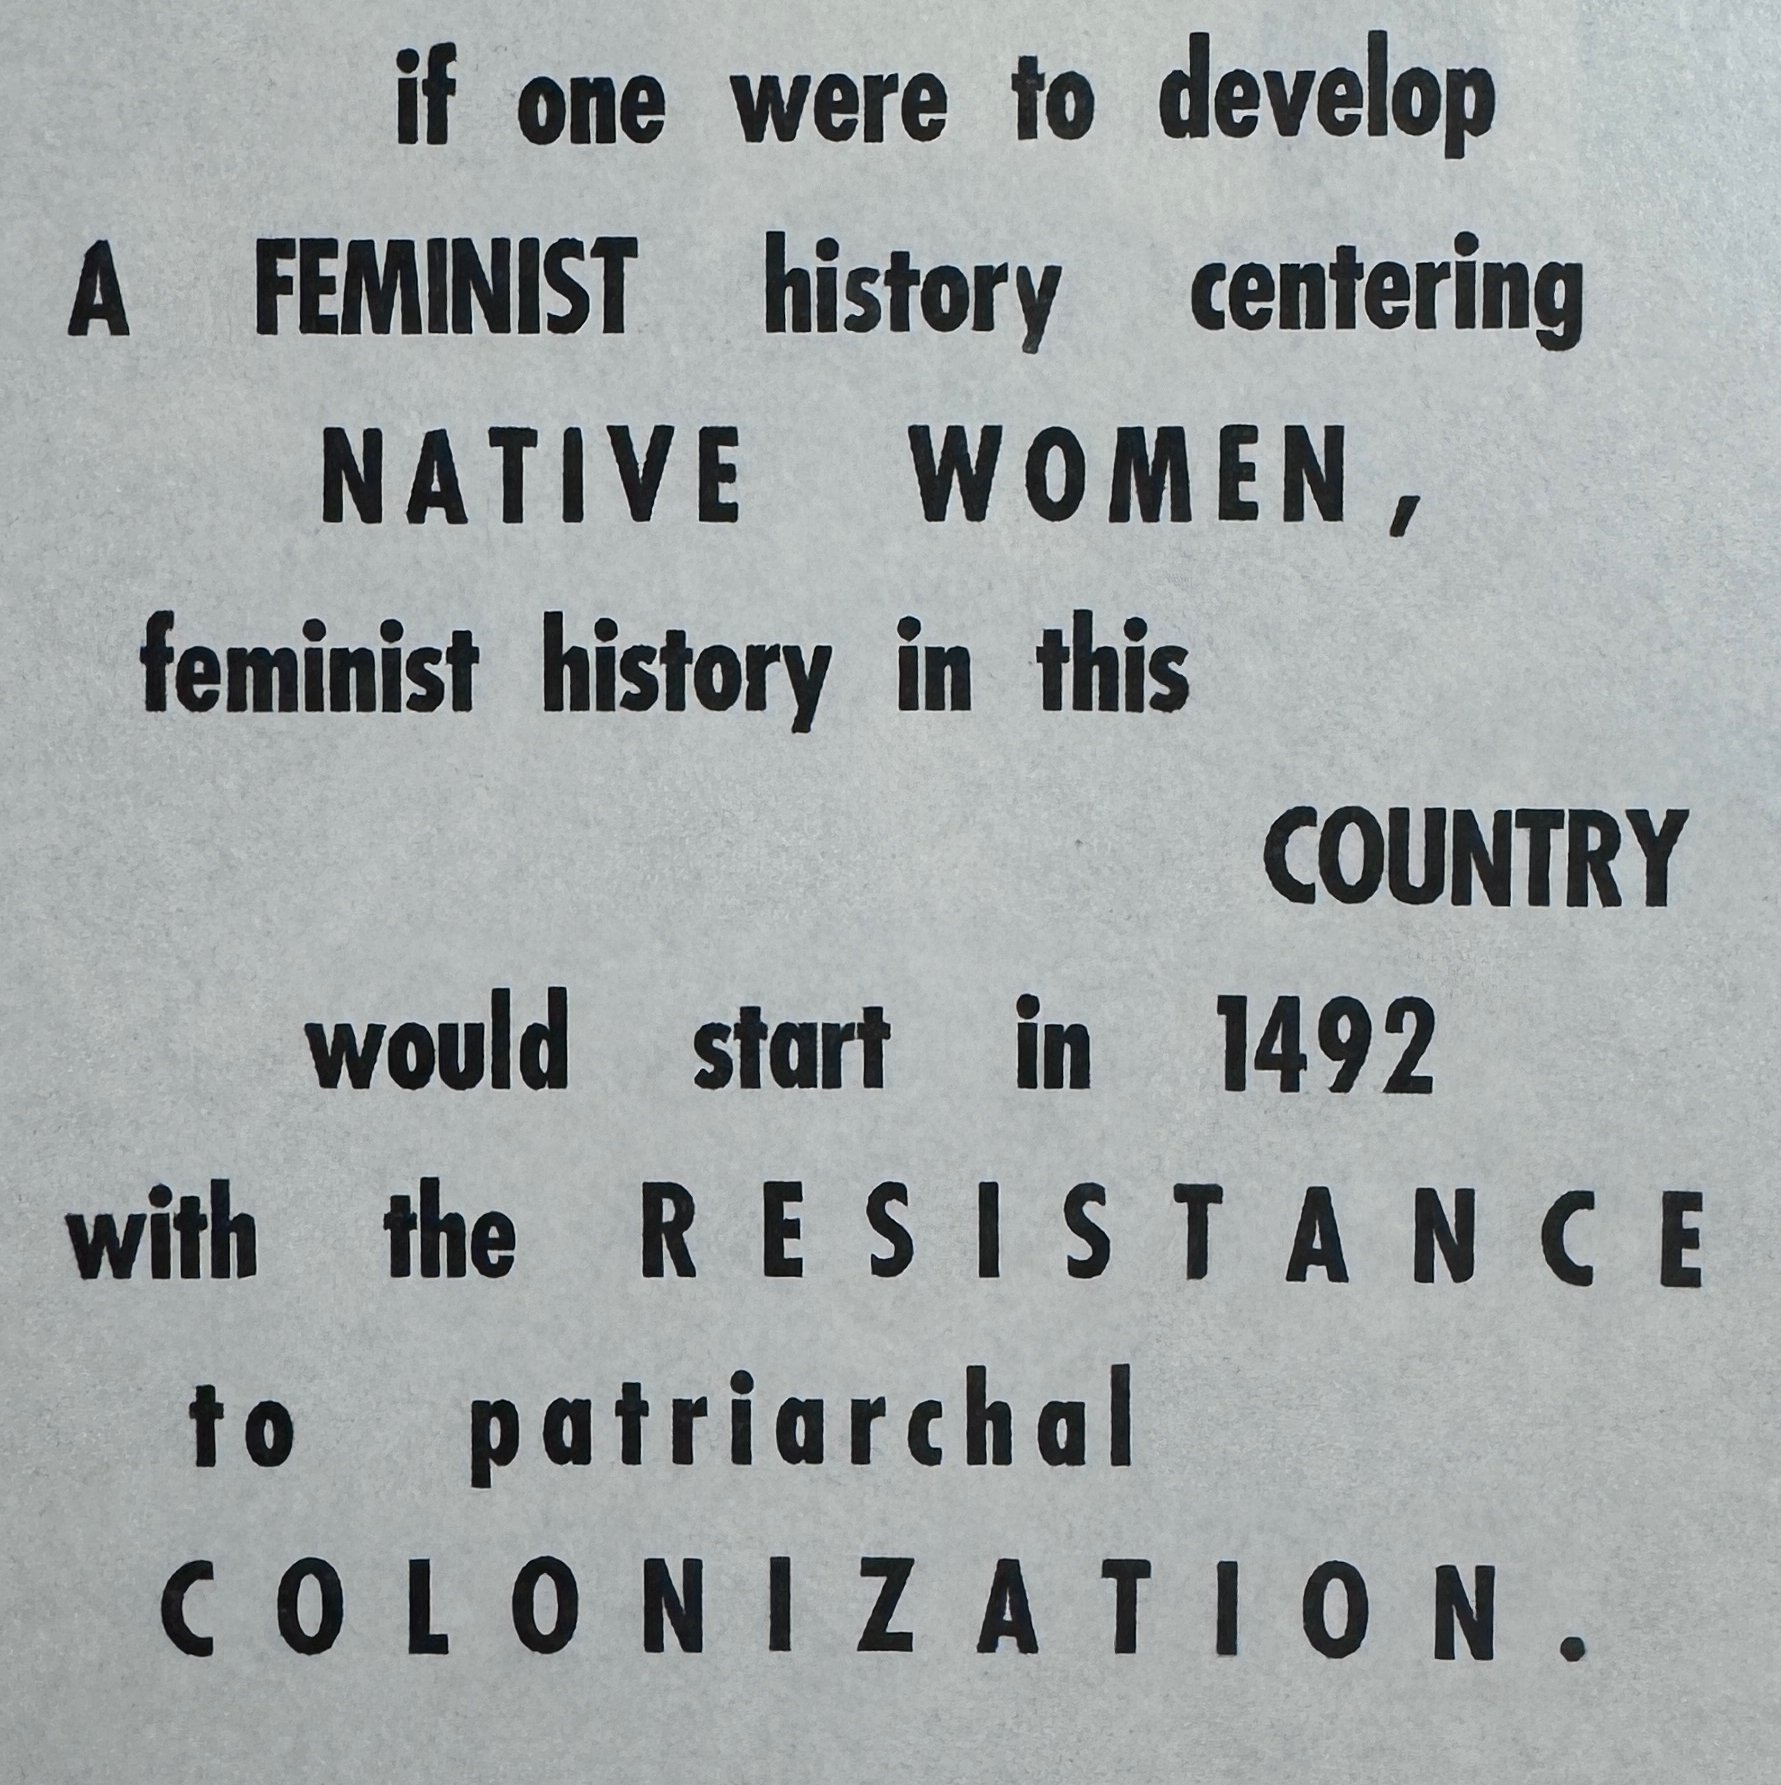 if one were to develop
A FEMINIST history centering
NATIVE WOMEN,
feminist history in this
COUNTRY
would start in 1492
with the RESISTANCE
to patriarchal
COLONIZATION.